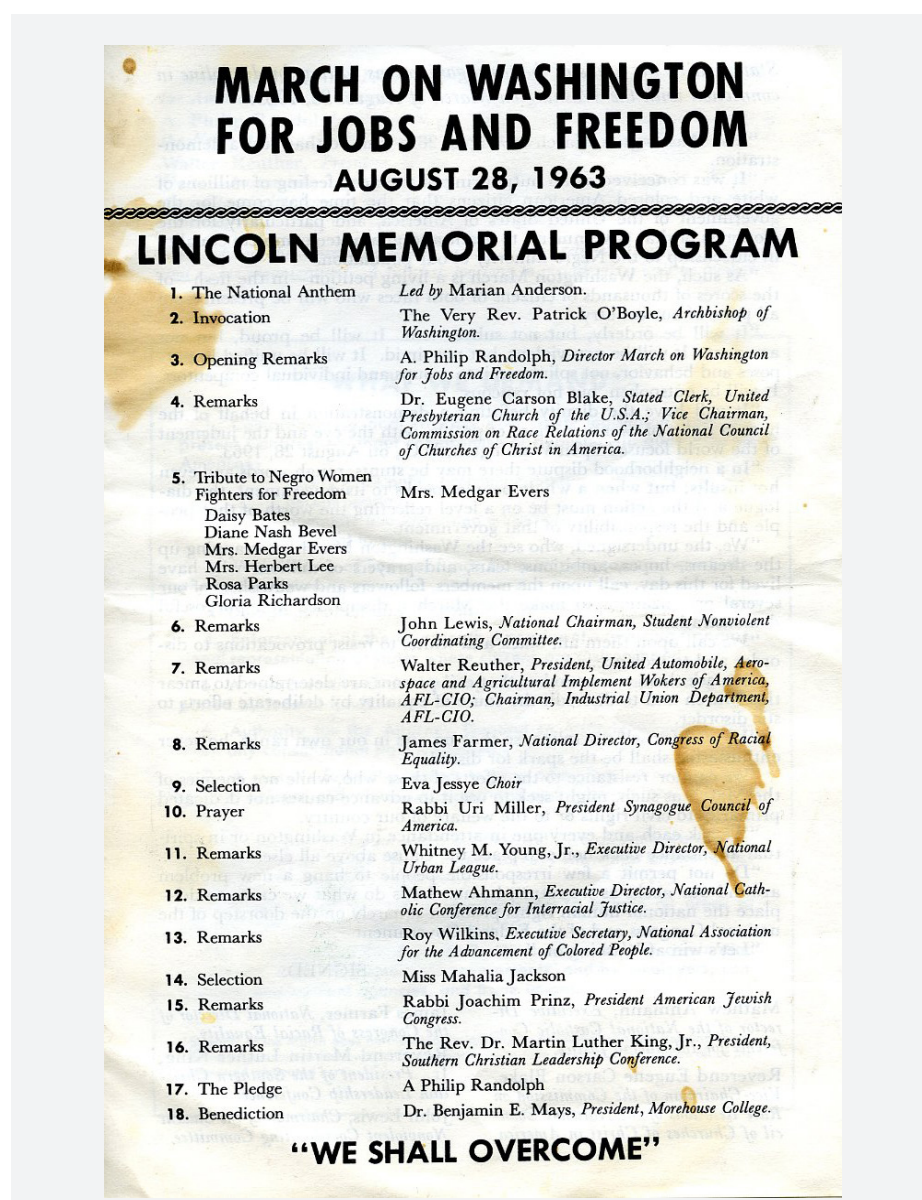 MARCH ON WASHINGTON
FOR JOBS AND FREEDOM
AUGUST 28, 1963
LINCOLN MEMORIAL PROGRAM
1. The National Anthem Led by Marian Anderson.
2. Invocation The Very Rev. Patrick O'Boyle, Archbishop of
Washington.
3. Opening Remarks A. Philip Randolph, Director March on Washington
for Jobs and Freedom.
4. Remarks Dr. Eugene Carson Blake, Stated Clerk, United
Presbyterian Church of the U.S.A.; Vice Chairman,
Commission on Race Relations of the National Council
of Churches of Christ in America.
5. Tribute to Negro Women
Fighters for Freedom Mrs. Medgar Evers
Daisy Bates
Diane Nash Bevel
Mrs. Medgar Evers
Mrs. Herbert Lee
Rosa Parks
Gloria Richardson
6. Remarks John Lewis, National Chairman, Student Nonviolent
Coordinating Committee.
7. Remarks Walter Reuther, President, United Automobile, Aero-
space and Agricultural Implement Wokers of America,
AFL-CIO; Chairman, Industrial Union Department,
AFL-CIO.
8. Remarks James Farmer, National Director, Congress of Racial
Equality.
9. Selection Eva Jessye Choir
10. Prayer Rabbi Uri Miller, President Synagogue Council of
America.
11. Remarks Whitney M. Young, Jr., Executive Director, National
Urban League.
12. Remarks Mathew Ahmann, Executive Director, National Cath-
olic Conference for Interracial Justice.
13. Remarks Roy Wilkins, Executive Secretary, National Association
for the Advancement of Colored People.
14. Selection Miss Mahalia Jackson
15. Remarks Rabbi Joachim Prinz, President American Jewish
Congress.
16. Remarks The Rev. Dr. Martin Luther King, Jr., President,
Southern Christian Leadership Conference.
17. The Pledge A Philip Randolph
18. Benediction Dr. Benjamin E. Mays, President, Morehouse College.
"WE SHALL OVERCOME"